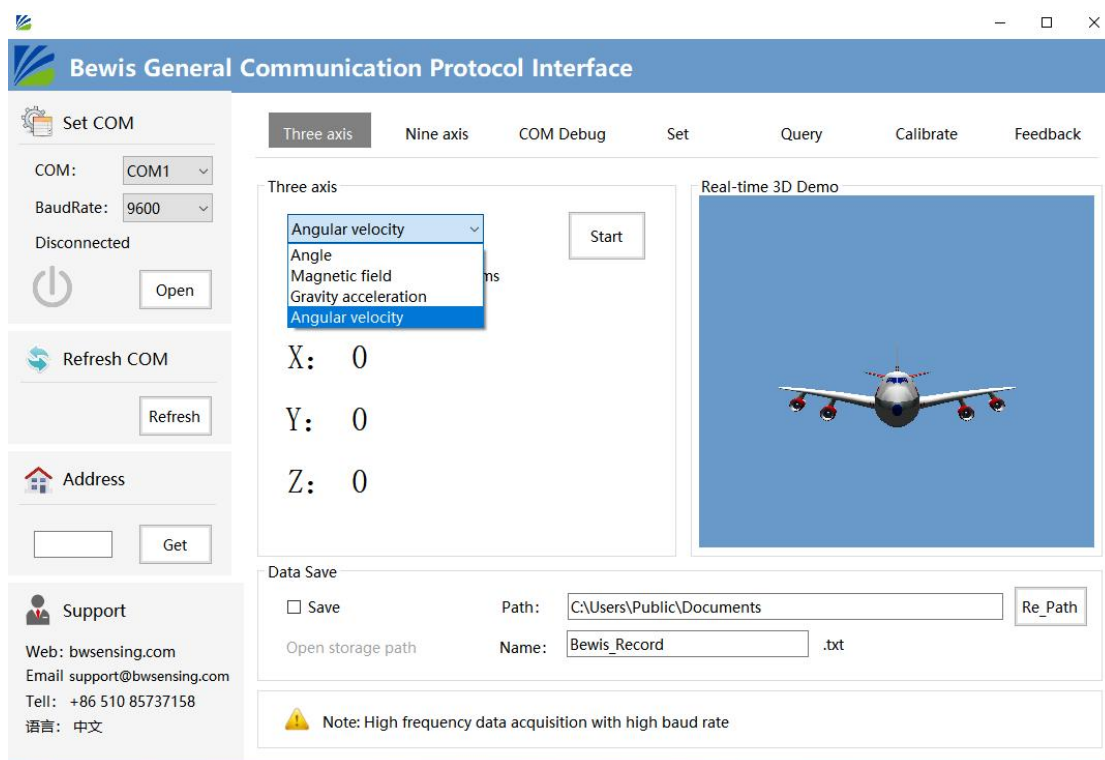 Bewis General Communication Protocol Interface
Set COM
COM: COM1
BaudRate: 9600
Disconnected
Open
Refresh COM
Refresh
Address
Get
Support
Web: bwsensing.com
Email support@bwsensing.com
Tell: +86 510 85737158
语言: 中文
Three axis Nine axis COM Debug Set Query Calibrate Feedback
Three axis
Angular velocity
Start
Angle
Magnetic field
ms
Gravity acceleration
Angular velocity
X: 0
Y: 0
Z: 0
Real-time 3D Demo
Data Save
Save Path: C:\Users\Public\Documents Re_Path
Open storage path Name: Bewis_Record .txt
Note: High frequency data acquisition with high baud rate